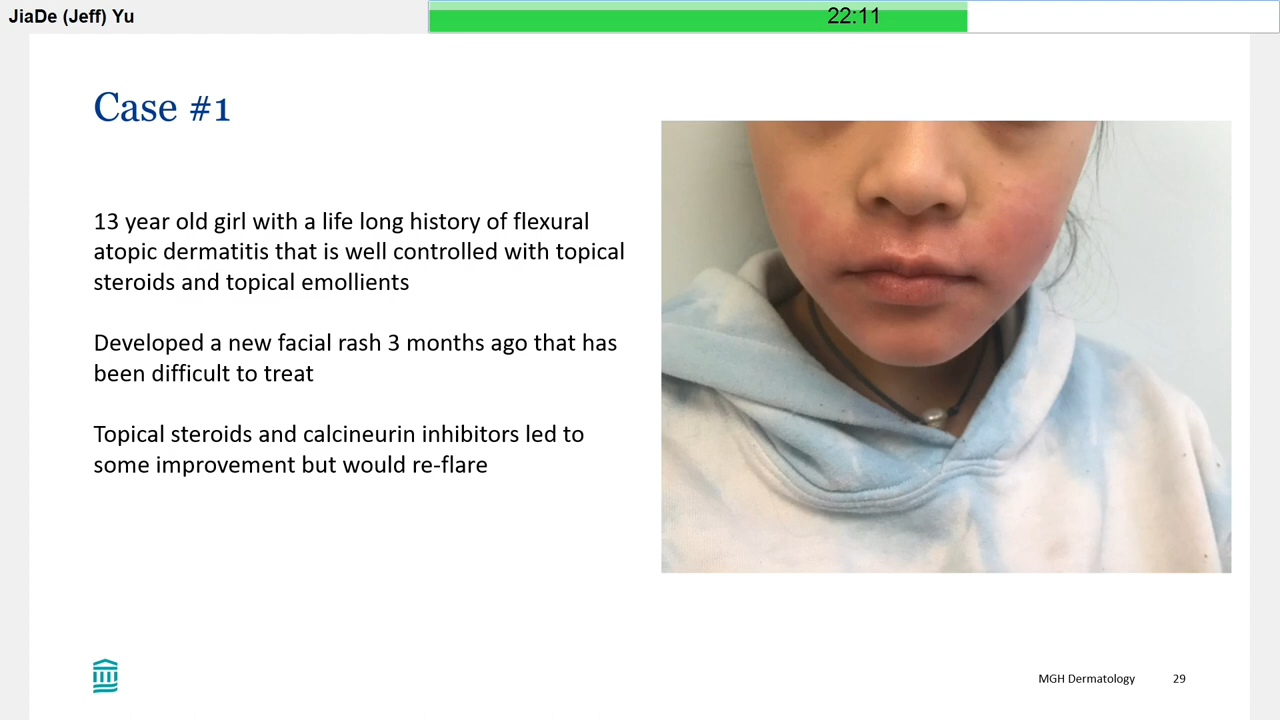 JiaDe (Jeff) Yu
22:11
Case #1
13 year old girl with a life long history of flexural
atopic dermatitis that is well controlled with topical
steroids and topical emollients
Developed a new facial rash 3 months ago that has
been difficult to treat
Topical steroids and calcineurin inhibitors led to
some improvement but would re-flare
MGH Dermatology
29